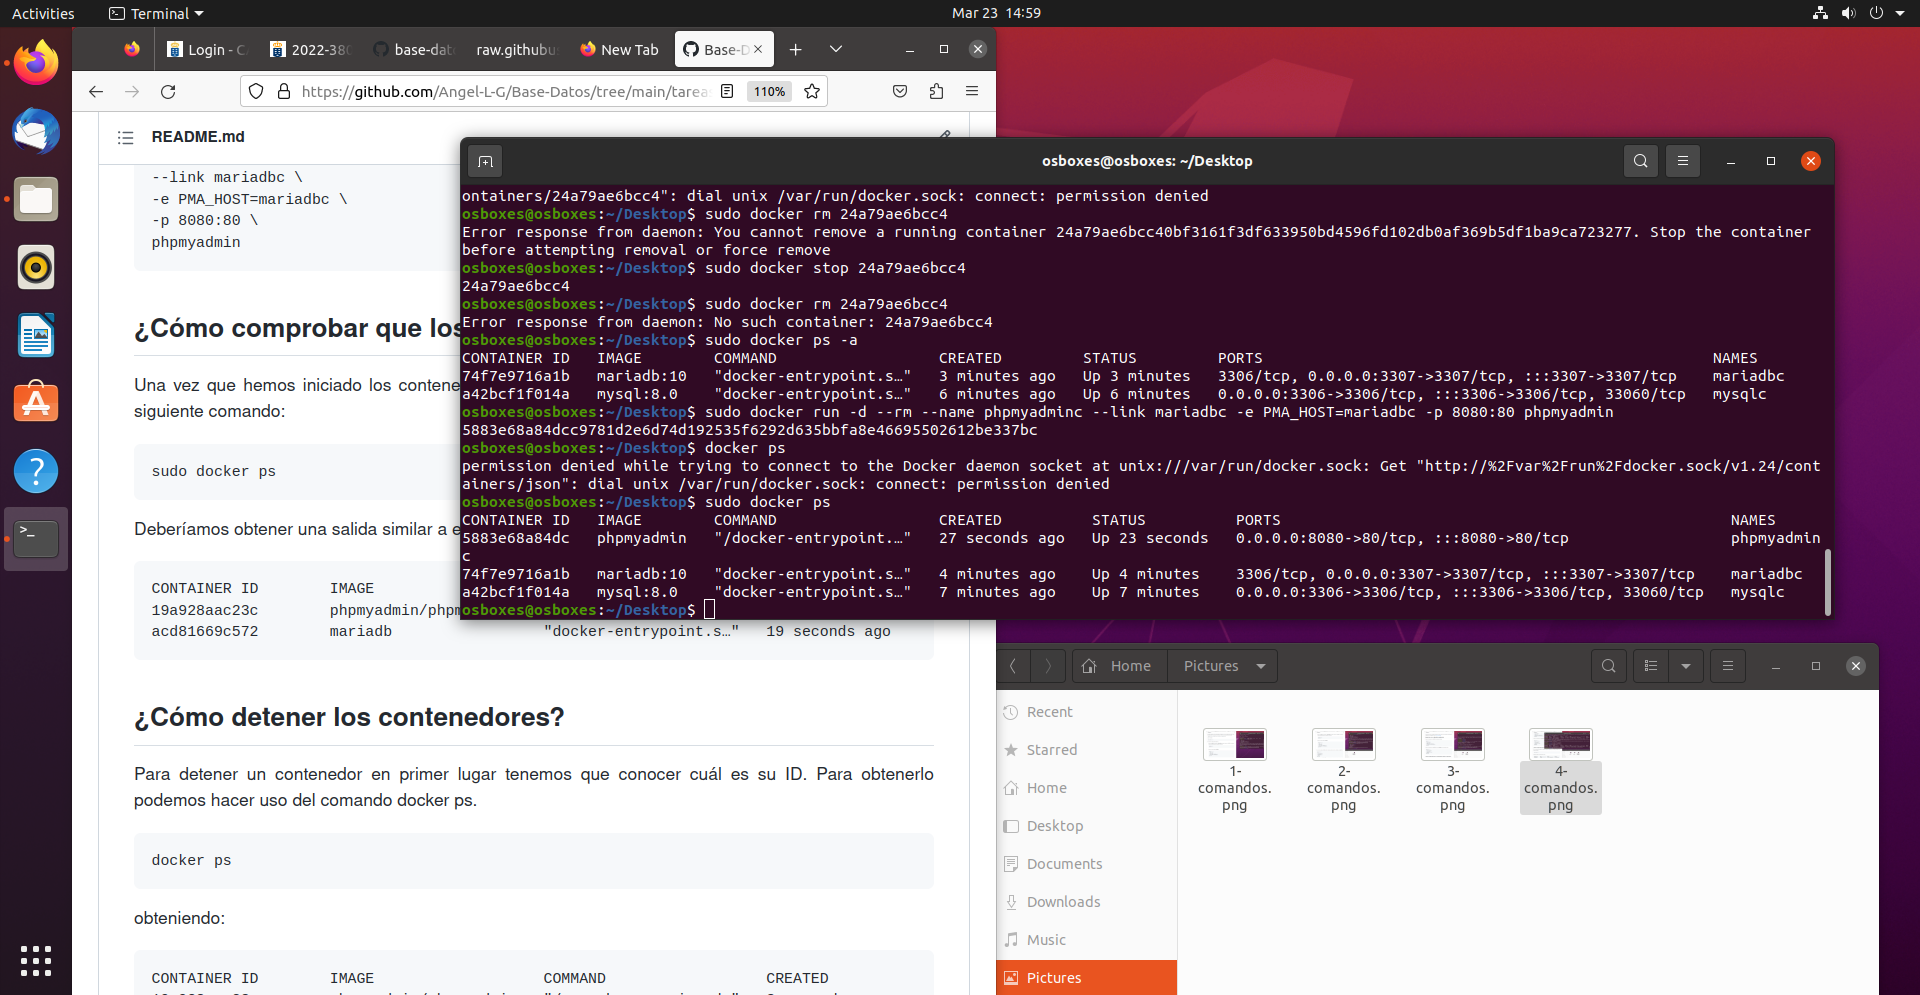 Activities
Terminal
Mar 23 14:59
Login - C
2022-380
base-dat
raw.githubu
New Tab
Base-D
https://github.com/Angel-L-G/Base-Datos/tree/main/tarea
110%
README.md
--link mariadbc \
-e PMA_HOST=mariadbc \
-p 8080:80 \
phpmyadmin
¿Cómo comprobar que los
Una vez que hemos iniciado los contene
siguiente comando:
sudo docker ps
Deberíamos obtener una salida similar a e
CONTAINER ID IMAGE
19a928aac23c phpmyadmin/phpm
acd81669c572 mariadb "docker-entrypoint.s…" 19 seconds ago
¿Cómo detener los contenedores?
Para detener un contenedor en primer lugar tenemos que conocer cuál es su ID. Para obtenerlo
podemos hacer uso del comando docker ps.
docker ps
obteniendo:
CONTAINER ID IMAGE COMMAND CREATED
osboxes@osboxes: ~/Desktop
ontainers/24a79ae6bcc4": dial unix /var/run/docker.sock: connect: permission denied
osboxes@osboxes:~/Desktop$ sudo docker rm 24a79ae6bcc4
Error response from daemon: You cannot remove a running container 24a79ae6bcc40bf3161f3df633950bd4596fd102db0af369b5df1ba9ca723277. Stop the container
before attempting removal or force remove
osboxes@osboxes:~/Desktop$ sudo docker stop 24a79ae6bcc4
24a79ae6bcc4
osboxes@osboxes:~/Desktop$ sudo docker rm 24a79ae6bcc4
Error response from daemon: No such container: 24a79ae6bcc4
osboxes@osboxes:~/Desktop$ sudo docker ps -a
CONTAINER ID IMAGE COMMAND CREATED STATUS PORTS NAMES
74f7e9716a1b mariadb:10 "docker-entrypoint.s…" 3 minutes ago Up 3 minutes 3306/tcp, 0.0.0.0:3307->3307/tcp, :::3307->3307/tcp mariadbc
a42bcf1f014a mysql:8.0 "docker-entrypoint.s…" 6 minutes ago Up 6 minutes 0.0.0.0:3306->3306/tcp, :::3306->3306/tcp, 33060/tcp mysqlc
osboxes@osboxes:~/Desktop$ sudo docker run -d --rm --name phpmyadminc --link mariadbc -e PMA_HOST=mariadbc -p 8080:80 phpmyadmin
5883e68a84dcc9781d2e6d74d192535f6292d635bbfa8e46695502612be337bc
osboxes@osboxes:~/Desktop$ docker ps
permission denied while trying to connect to the Docker daemon socket at unix:///var/run/docker.sock: Get "http://%2Fvar%2Frun%2Fdocker.sock/v1.24/cont
ainers/json": dial unix /var/run/docker.sock: connect: permission denied
osboxes@osboxes:~/Desktop$ sudo docker ps
CONTAINER ID IMAGE COMMAND CREATED STATUS PORTS NAMES
5883e68a84dc phpmyadmin "/docker-entrypoint.…" 27 seconds ago Up 23 seconds 0.0.0.0:8080->80/tcp, :::8080->80/tcp phpmyadmin
c
74f7e9716a1b mariadb:10 "docker-entrypoint.s…" 4 minutes ago Up 4 minutes 3306/tcp, 0.0.0.0:3307->3307/tcp, :::3307->3307/tcp mariadbc
a42bcf1f014a mysql:8.0 "docker-entrypoint.s…" 7 minutes ago Up 7 minutes 0.0.0.0:3306->3306/tcp, :::3306->3306/tcp, 33060/tcp mysqlc
osboxes@osboxes:~/Desktop$
Home
Pictures
Recent
Starred
Home
Desktop
Documents
Downloads
Music
Pictures
1-
comandos.
png
2-
comandos.
png
3-
comandos.
png
4-
comandos.
png